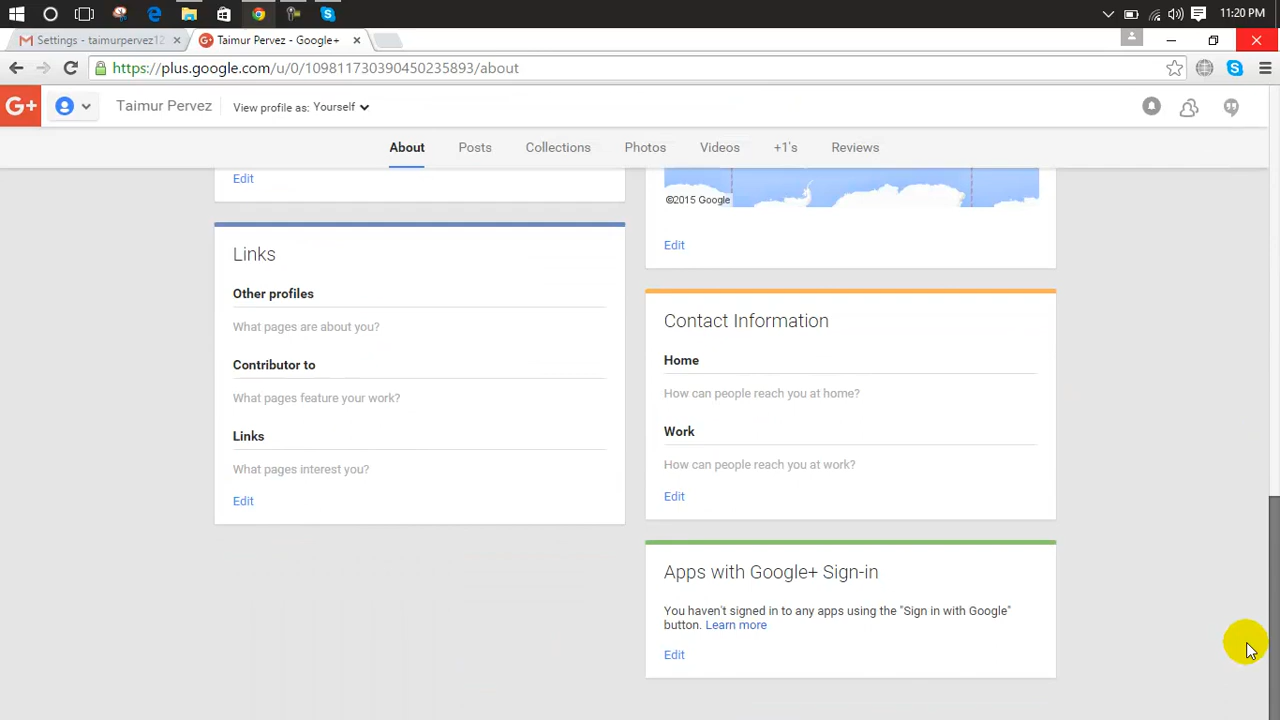 11:20 PM
Settings - taimurpervez12
Taimur Pervez - Google+
https://plus.google.com/u/0/109811730390450235893/about
G+
Taimur Pervez
View profile as: Yourself
About
Posts
Collections
Photos
Videos
+1's
Reviews
Edit
Links
Other profiles
What pages are about you?
Contributor to
What pages feature your work?
Links
What pages interest you?
Edit
©2015 Google
Edit
Contact Information
Home
How can people reach you at home?
Work
How can people reach you at work?
Edit
Apps with Google+ Sign-in
You haven't signed in to any apps using the "Sign in with Google"
button. Learn more
Edit